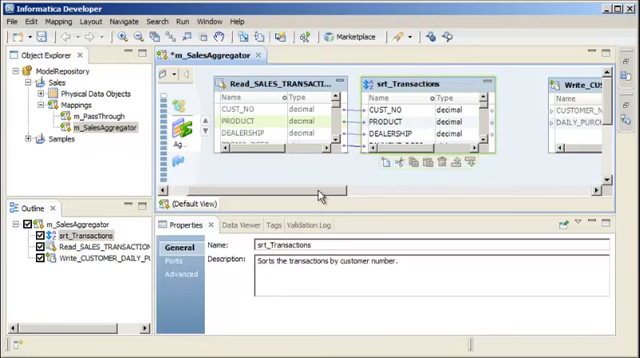 Informatica Developer
File Edit Mapping Layout Navigate Search Run Window Help
Marketplace
Object Explorer
ModelRepository
Sales
Physical Data Objects
Mappings
m_PassThrough
m_SalesAggregator
Samples
*m_SalesAggregator
Read_SALES_TRANSACTI...
Name Type
CUST_NO decimal
PRODUCT decimal
DEALERSHIP decimal
srt_Transactions
Name Type
CUST_NO decimal
PRODUCT decimal
DEALERSHIP decimal
Write_CUS
Name
CUSTOMER_N
DAILY_PURC
Ag...
(Default View)
Outline
m_SalesAggregator
srt_Transactions
Read_SALES_TRANSACTION
Write_CUSTOMER_DAILY_PU
Properties Data Viewer Tags Validation Log
General
Ports
Advanced
Name: srt_Transactions
Description: Sorts the transactions by customer number.